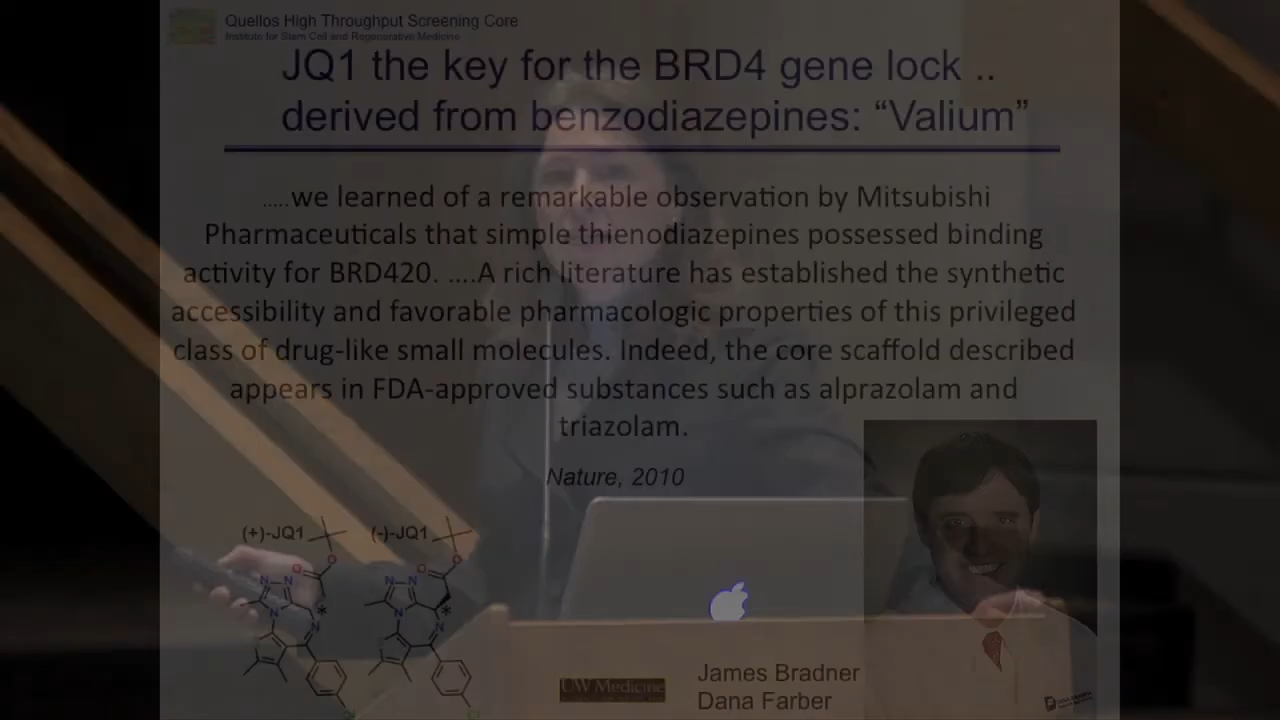 Quellos High Throughput Screening Core
Institute for Stem Cell and Regenerative Medicine
JQ1 the key for the BRD4 gene lock ..
derived from benzodiazepines: “Valium”
.....we learned of a remarkable observation by Mitsubishi
Pharmaceuticals that simple thienodiazepines possessed binding
activity for BRD420. ....A rich literature has established the synthetic
accessibility and favorable pharmacologic properties of this privileged
class of drug-like small molecules. Indeed, the core scaffold described
appears in FDA-approved substances such as alprazolam and
triazolam.
Nature, 2010
(+)-JQ1 (-)-JQ1
UW Medicine
James Bradner
Dana Farber